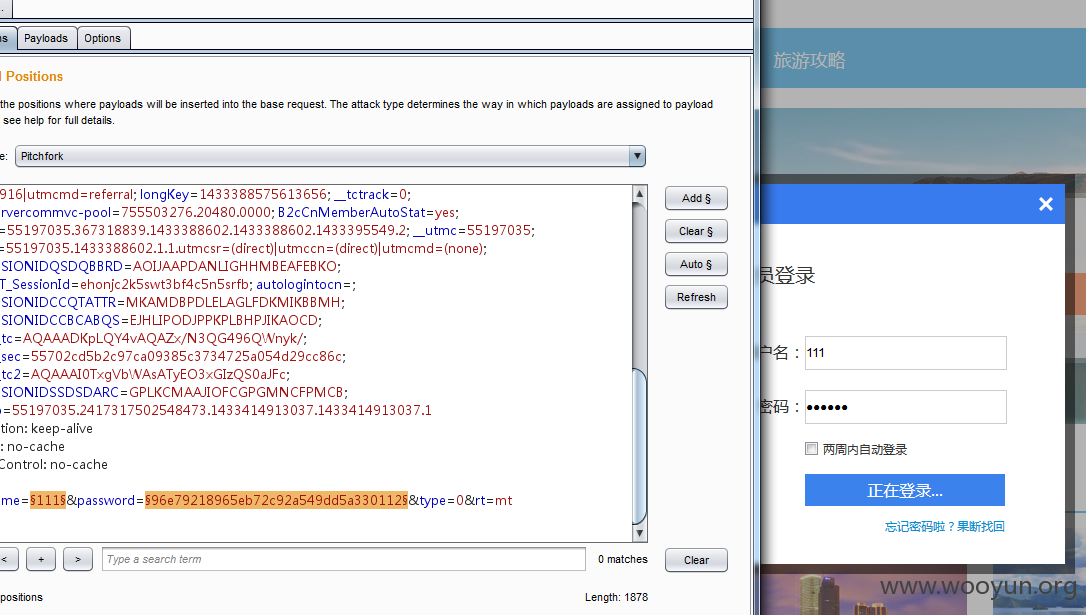 ns Payloads Options
Positions
the positions where payloads will be inserted into the base request. The attack type determines the way in which payloads are assigned to payload
see help for full details.
e: Pitchfork
916|utmcmd=referral; longKey=1433388575613656; __tctrack=0;
rvercommvc-pool=755503276.20480.0000; B2cCnMemberAutoStat=yes;
=55197035.367318839.1433388602.1433388602.1433395549.2; __utmc=55197035;
=55197035.1433388602.1.1.utmcsr=(direct)|utmccn=(direct)|utmcmd=(none);
SIONIDQSDQBBRD=AOIJAAPDANLIGHHMBEAFEBKO;
T_SessionId=ehonjc2k5swt3bf4c5n5srfb; autologintocn=;
SIONIDCCQTATTR=MKAMDBPDLELAGLFDKMIKBBMH;
SIONIDCCBCABQS=EJHLIPODJPPKPLBHPJIKAOCD;
_tc=AQAAADKpLQY4vAQAZx/N3QG496QWnyk/;
_sec=55702cd5b2c97ca09385c3734725a054d29cc86c;
_tc2=AQAAAI0TxgVbWAsATyEO3xGIzQS0aJFc;
SIONIDSSDSDARC=GPLKCMAAJIOFCGPGMNCFPMCB;
=55197035.2417317502548473.1433414913037.1433414913037.1
tion: keep-alive
: no-cache
Control: no-cache
me=§111§&password=§96e79218965eb72c92a549dd5a330112§&type=0&rt=mt
Add §
Clear §
Auto §
Refresh
< + > Type a search term 0 matches Clear
positions Length: 1878
旅游攻略
员登录
户名：111
密码：••••••
两周内自动登录
正在登录...
忘记密码啦？果断找回
www.wooyun.org